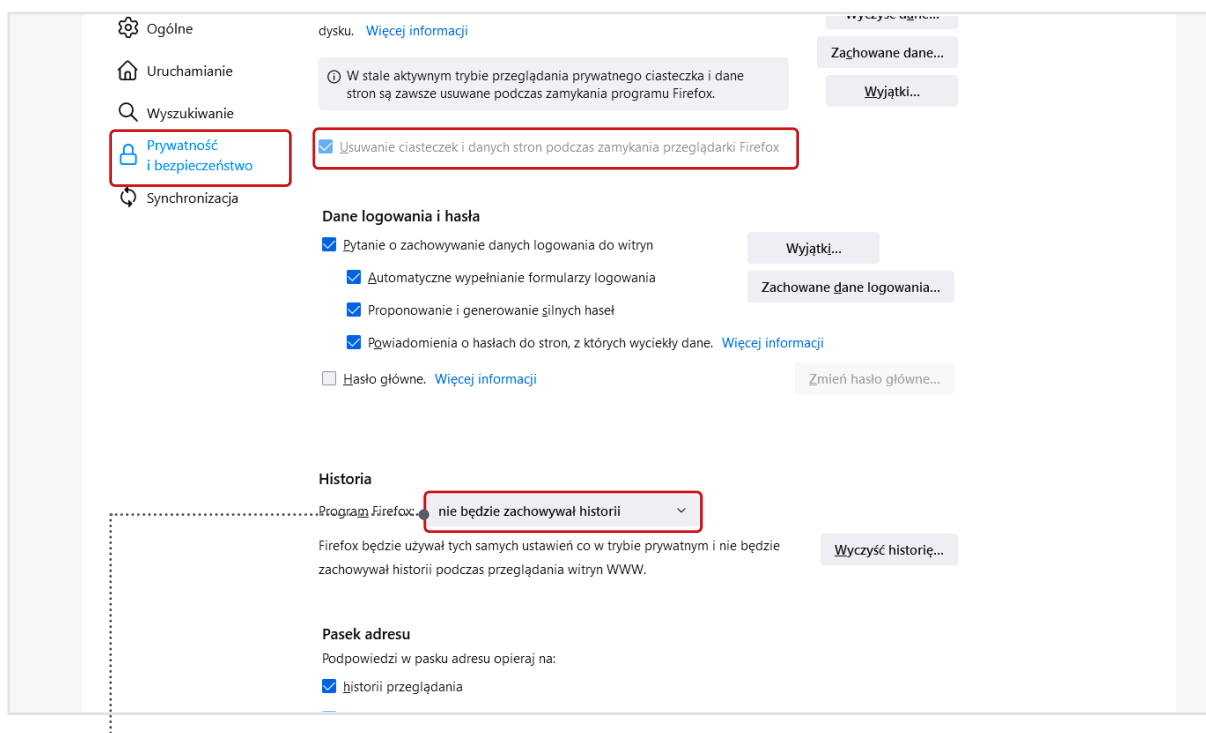 Ogólne
Uruchamianie
Wyszukiwanie
Prywatność
i bezpieczeństwo
Synchronizacja
dysku. Więcej informacji
Wyczyść dane...
Zachowane dane...
Wyjątki...
W stale aktywnym trybie przeglądania prywatnego ciasteczka i dane
stron są zawsze usuwane podczas zamykania programu Firefox.
Usuwanie ciasteczek i danych stron podczas zamykania przeglądarki Firefox
Dane logowania i hasła
Pytanie o zachowywanie danych logowania do witryn
Wyjątki...
Automatyczne wypełnianie formularzy logowania
Zachowane dane logowania...
Proponowanie i generowanie silnych haseł
Powiadomienia o hasłach do stron, z których wyciekły dane. Więcej informacji
Hasło główne. Więcej informacji
Zmień hasło główne...
Historia
Program Firefox: nie będzie zachowywał historii
Firefox będzie używał tych samych ustawień co w trybie prywatnym i nie będzie
zachowywał historii podczas przeglądania witryn WWW.
Wyczyść historię...
Pasek adresu
Podpowiedzi w pasku adresu opieraj na:
historii przeglądania